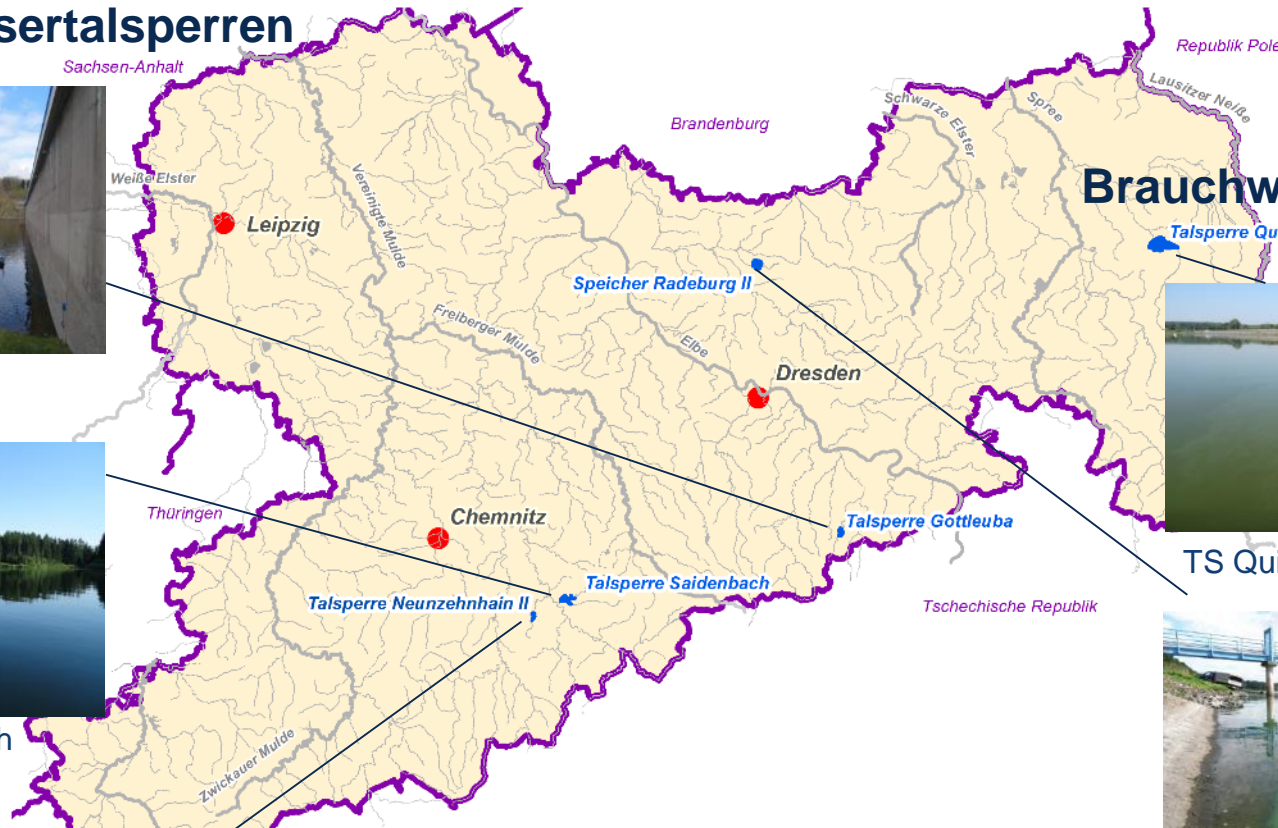 sertalsperren
Sachsen-Anhalt
Republik Pole
Lausitzer Neiße
Schwarze Elster
Spree
Brandenburg
Weiße Elster
Vereinigte Mulde
Brauchw
Leipzig
Talsperre Qu
Speicher Radeburg II
Freiberger Mulde
Elbe
Dresden
Thüringen
Chemnitz
Talsperre Gottleuba
TS Qui
Talsperre Saidenbach
Talsperre Neunzehnhain II
Tschechische Republik
h
Zwickauer Mulde